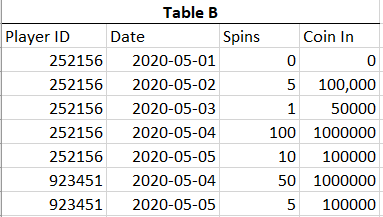 Table B
Player ID Date Spins Coin In
252156 2020-05-01 0 0
252156 2020-05-02 5 100,000
252156 2020-05-03 1 50000
252156 2020-05-04 100 1000000
252156 2020-05-05 10 100000
923451 2020-05-04 50 1000000
923451 2020-05-05 5 100000